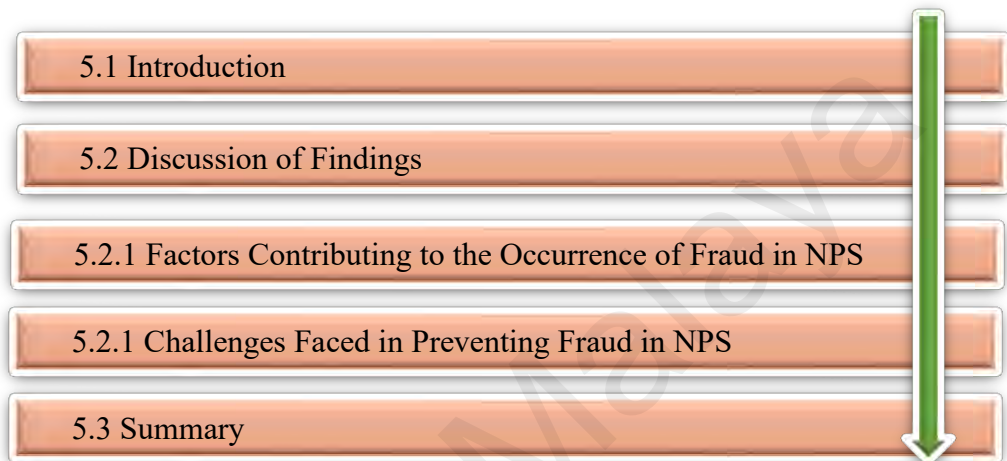 5.1 Introduction
5.2 Discussion of Findings
5.2.1 Factors Contributing to the Occurrence of Fraud in NPS
5.2.1 Challenges Faced in Preventing Fraud in NPS
5.3 Summary
Malaya